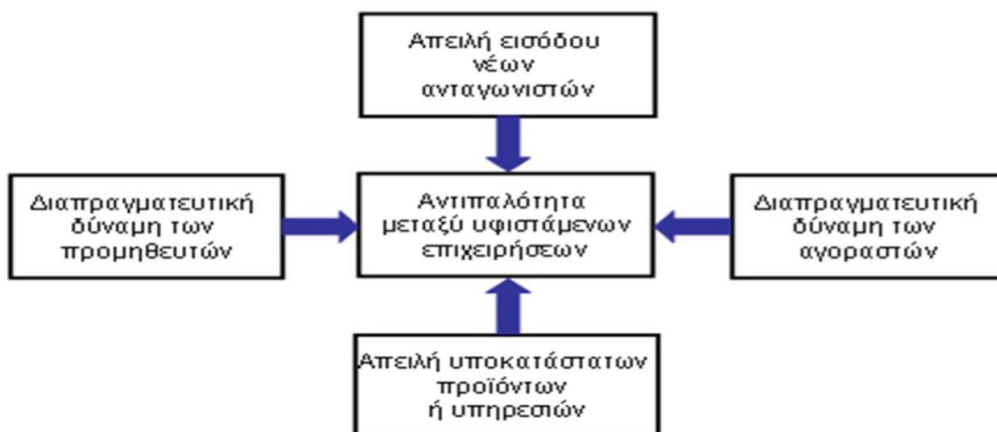 Απειλή εισόδου
νέων
ανταγωνιστών
Διαπραγματευτική
δύναμη των
προμηθευτών
Αντιπαλότητα
μεταξύ υφιστάμενων
επιχειρήσεων
Διαπραγματευτική
δύναμη των
αγοραστών
Απειλή υποκατάστατων
προϊόντων
ή υπηρεσιών